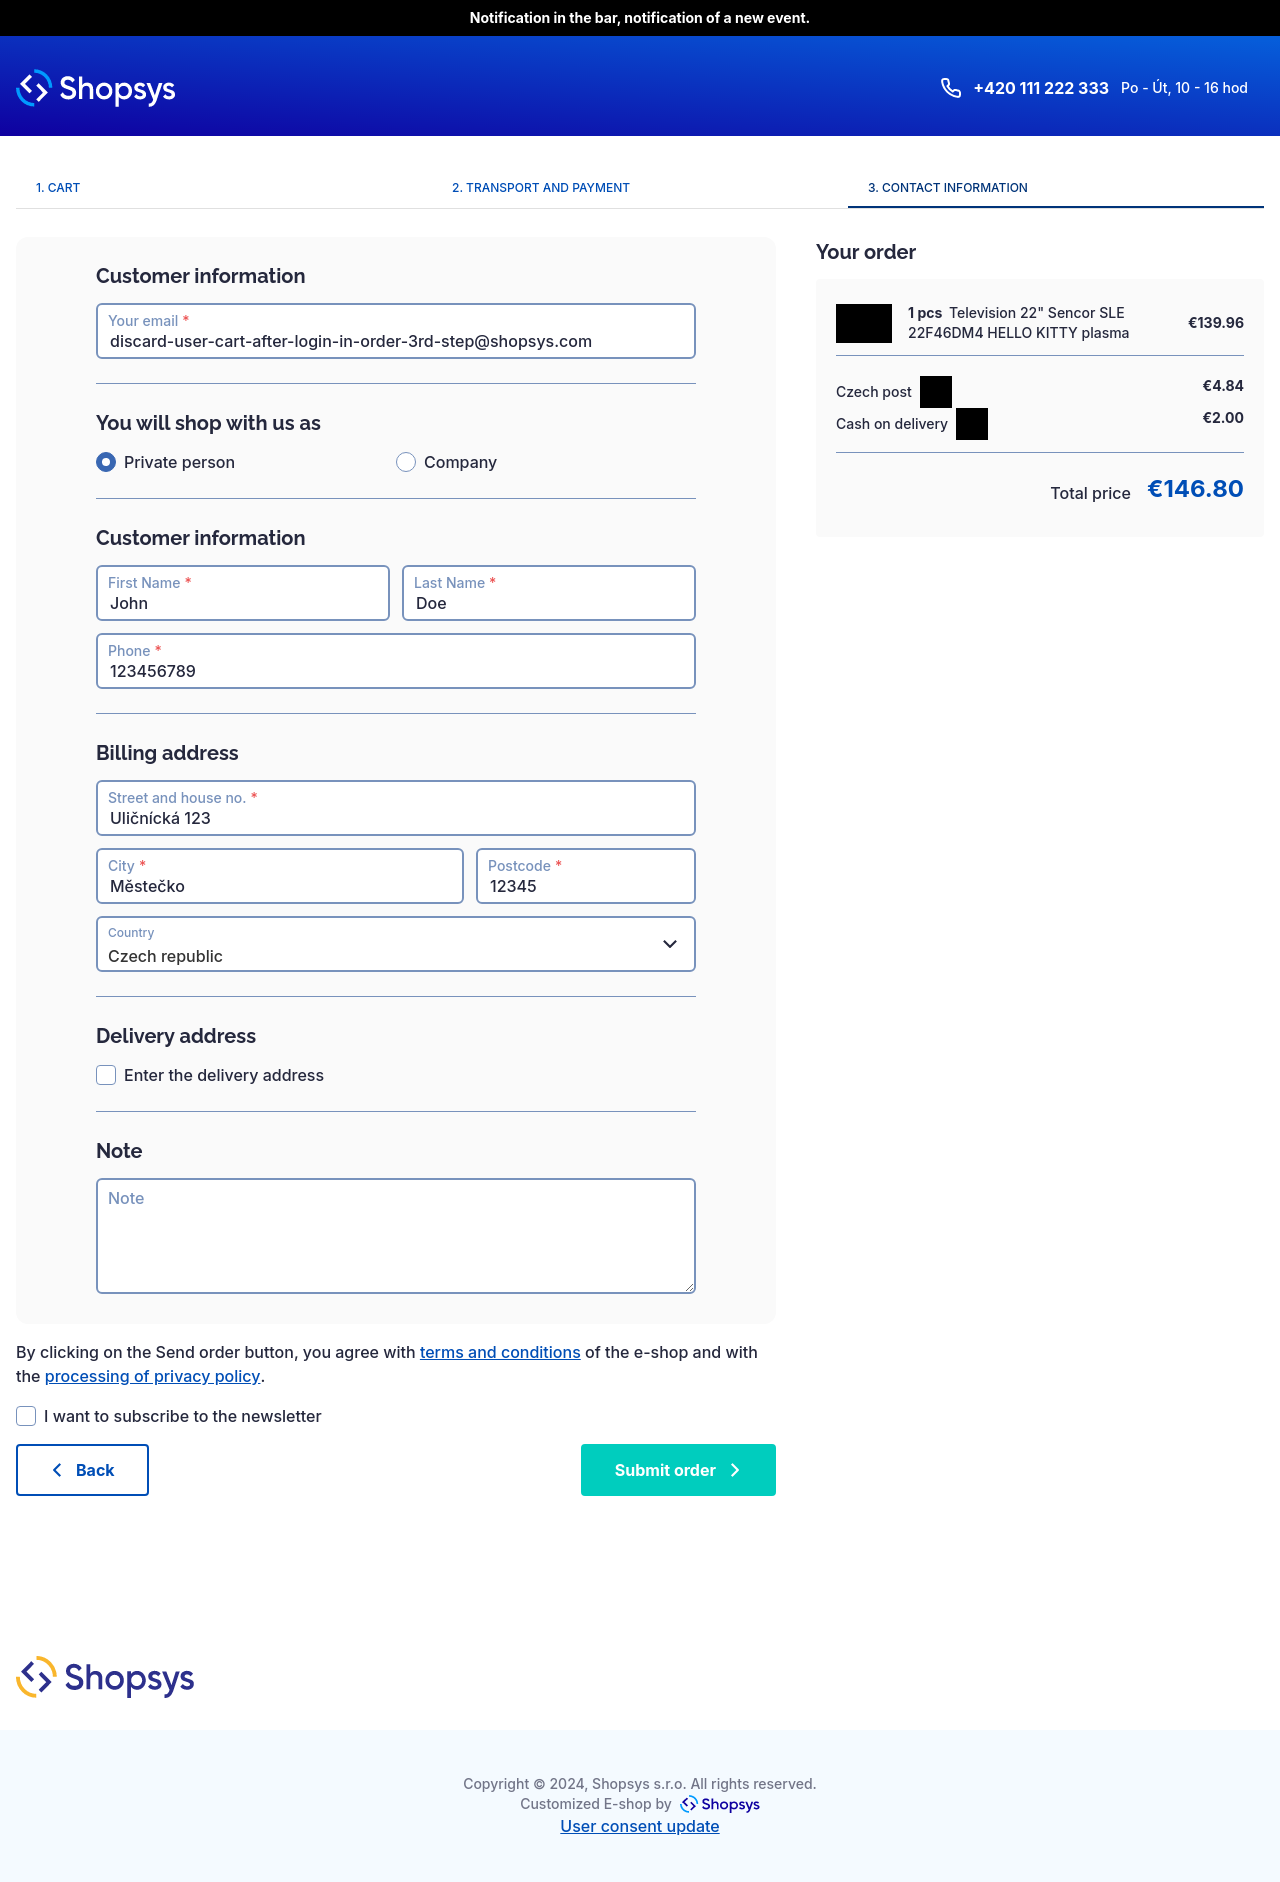 Notification in the bar, notification of a new event.
Shopsys
+420 111 222 333 Po - Út, 10 - 16 hod
1. CART
2. TRANSPORT AND PAYMENT
3. CONTACT INFORMATION
Customer information
Your email *
discard-user-cart-after-login-in-order-3rd-step@shopsys.com
You will shop with us as
Private person
Company
Customer information
First Name *
John
Last Name *
Doe
Phone *
123456789
Billing address
Street and house no. *
Uličnícká 123
City *
Městečko
Postcode *
12345
Country
Czech republic
Delivery address
Enter the delivery address
Note
Note
By clicking on the Send order button, you agree with terms and conditions of the e-shop and with
the processing of privacy policy.
I want to subscribe to the newsletter
Back
Submit order
Your order
1 pcs Television 22" Sencor SLE
22F46DM4 HELLO KITTY plasma
€139.96
Czech post
€4.84
Cash on delivery
€2.00
Total price €146.80
Shopsys
Copyright © 2024, Shopsys s.r.o. All rights reserved.
Customized E-shop by Shopsys
User consent update